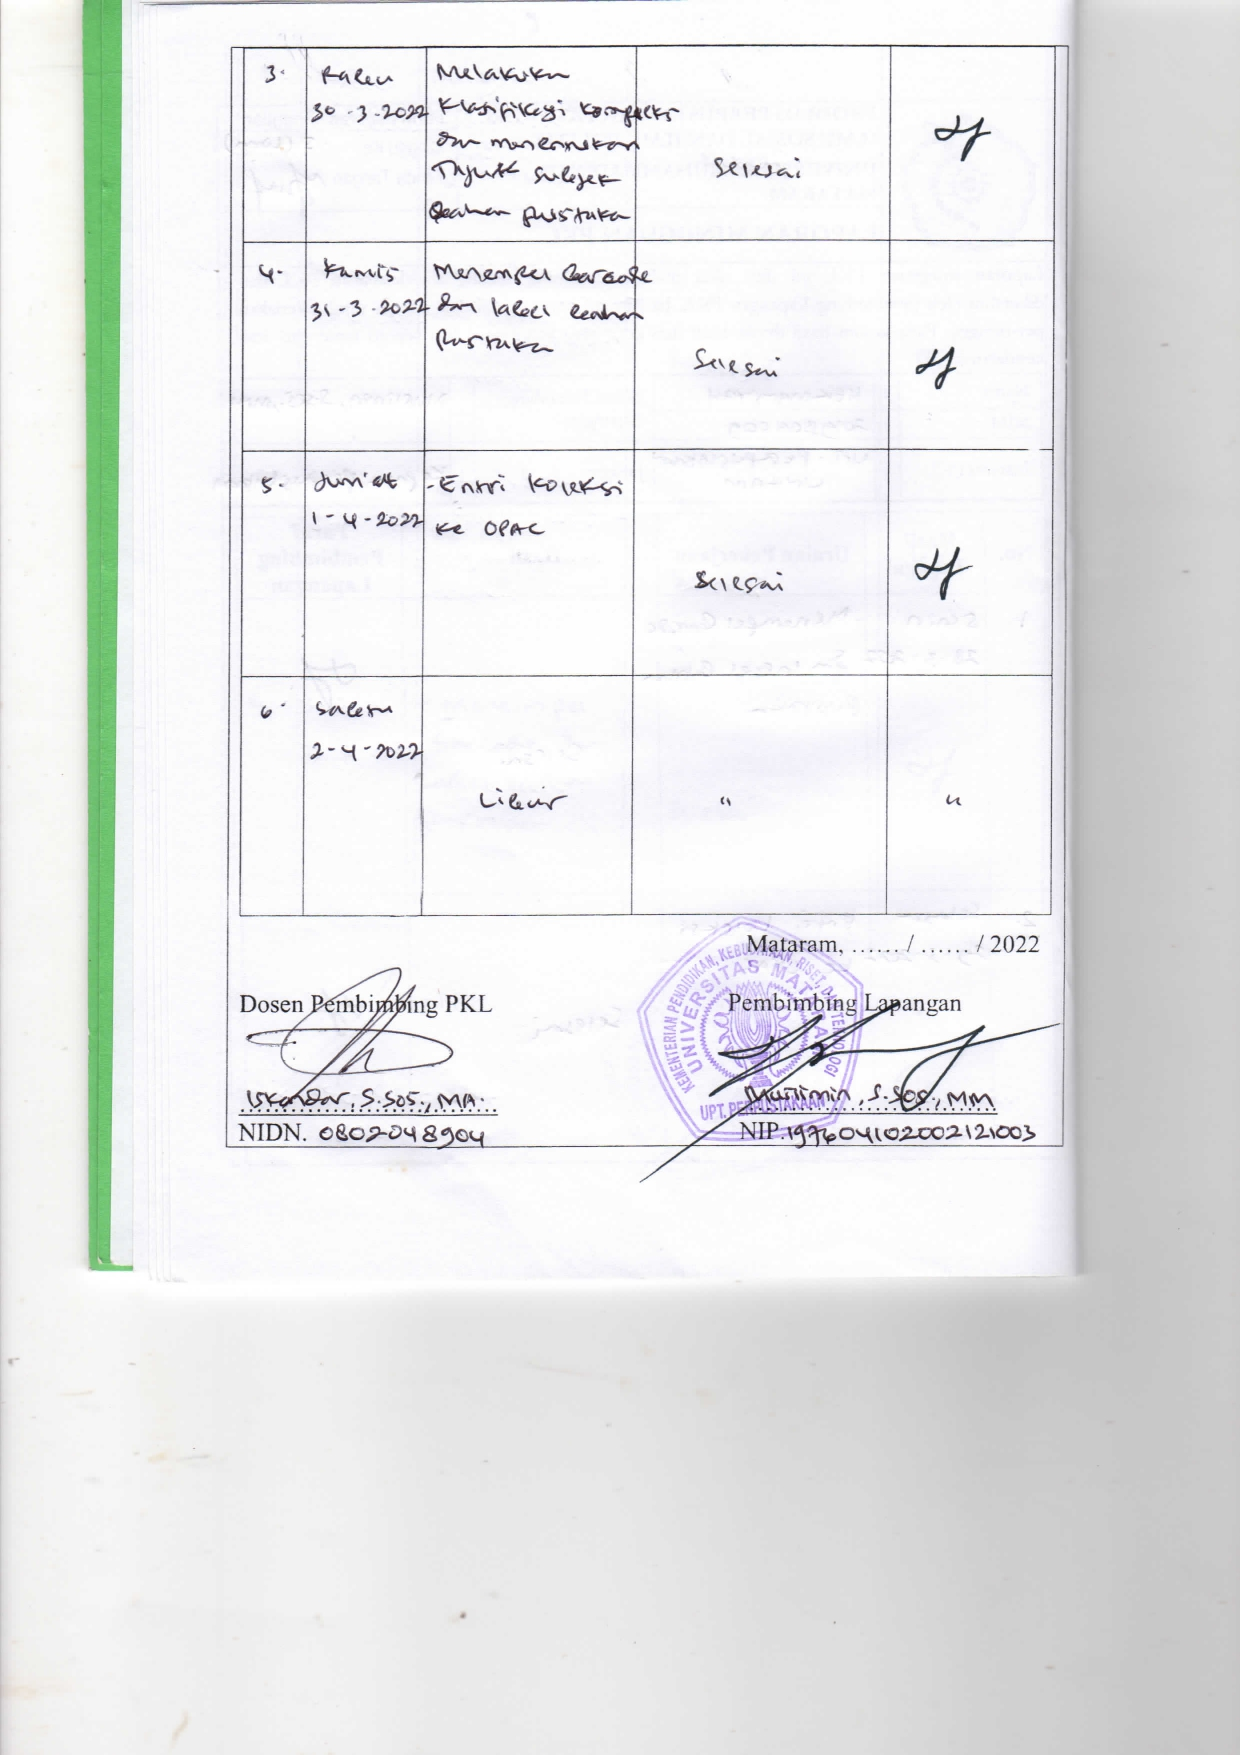 3.
Rabu
30-3-2022
Melakukan
Klasifikasi
dan menentukan
Tajuk subjek
Bahan pustaka
Selesai
4.
Kamis
31-3-2022
Menempel barcode
dan label bahan
Pustaka
Selesai
5.
Jum'at
1-4-2022
-Entri Koleksi
ke OPAC
Selesai
6.
Sabtu
2-4-2022
Libur
"
"
Mataram, ...... / ...... / 2022
Dosen Pembimbing PKL
Pembimbing Lapangan
KEMENTERIAN PENDIDIKAN, KEBUDAYAAN, RISET, DAN TEKNOLOGI
UNIVERSITAS MATARAM
UPT. PERPUSTAKAAN
Iskandar, S.Sos., MA.
Muslimin, S.Sos., MM
NIDN. 0802048904
NIP. 197604102002121003